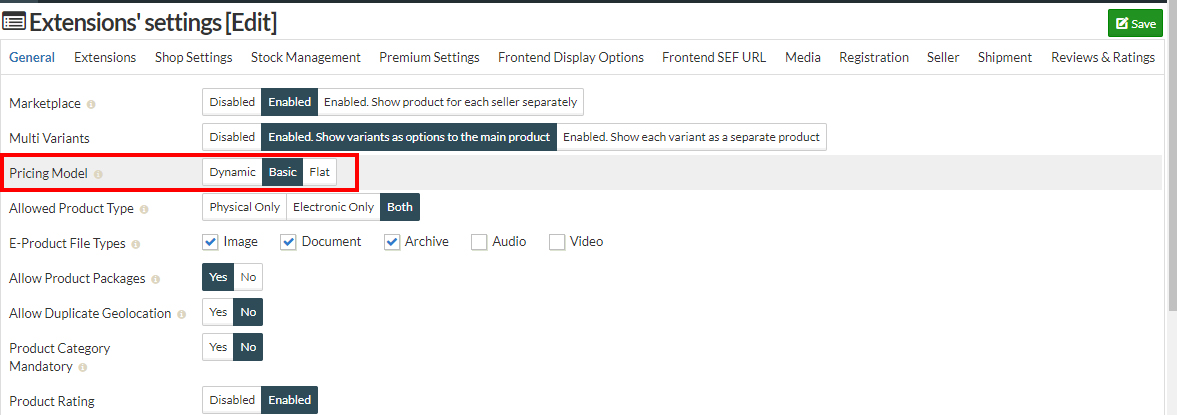 Extensions' settings [Edit]
Save
General Extensions Shop Settings Stock Management Premium Settings Frontend Display Options Frontend SEF URL Media Registration Seller Shipment Reviews & Ratings
Marketplace Disabled Enabled Enabled. Show product for each seller separately
Multi Variants Disabled Enabled. Show variants as options to the main product Enabled. Show each variant as a separate product
Pricing Model Dynamic Basic Flat
Allowed Product Type Physical Only Electronic Only Both
E-Product File Types Image Document Archive Audio Video
Allow Product Packages Yes No
Allow Duplicate Geolocation Yes No
Product Category
Mandatory Yes No
Product Rating Disabled Enabled